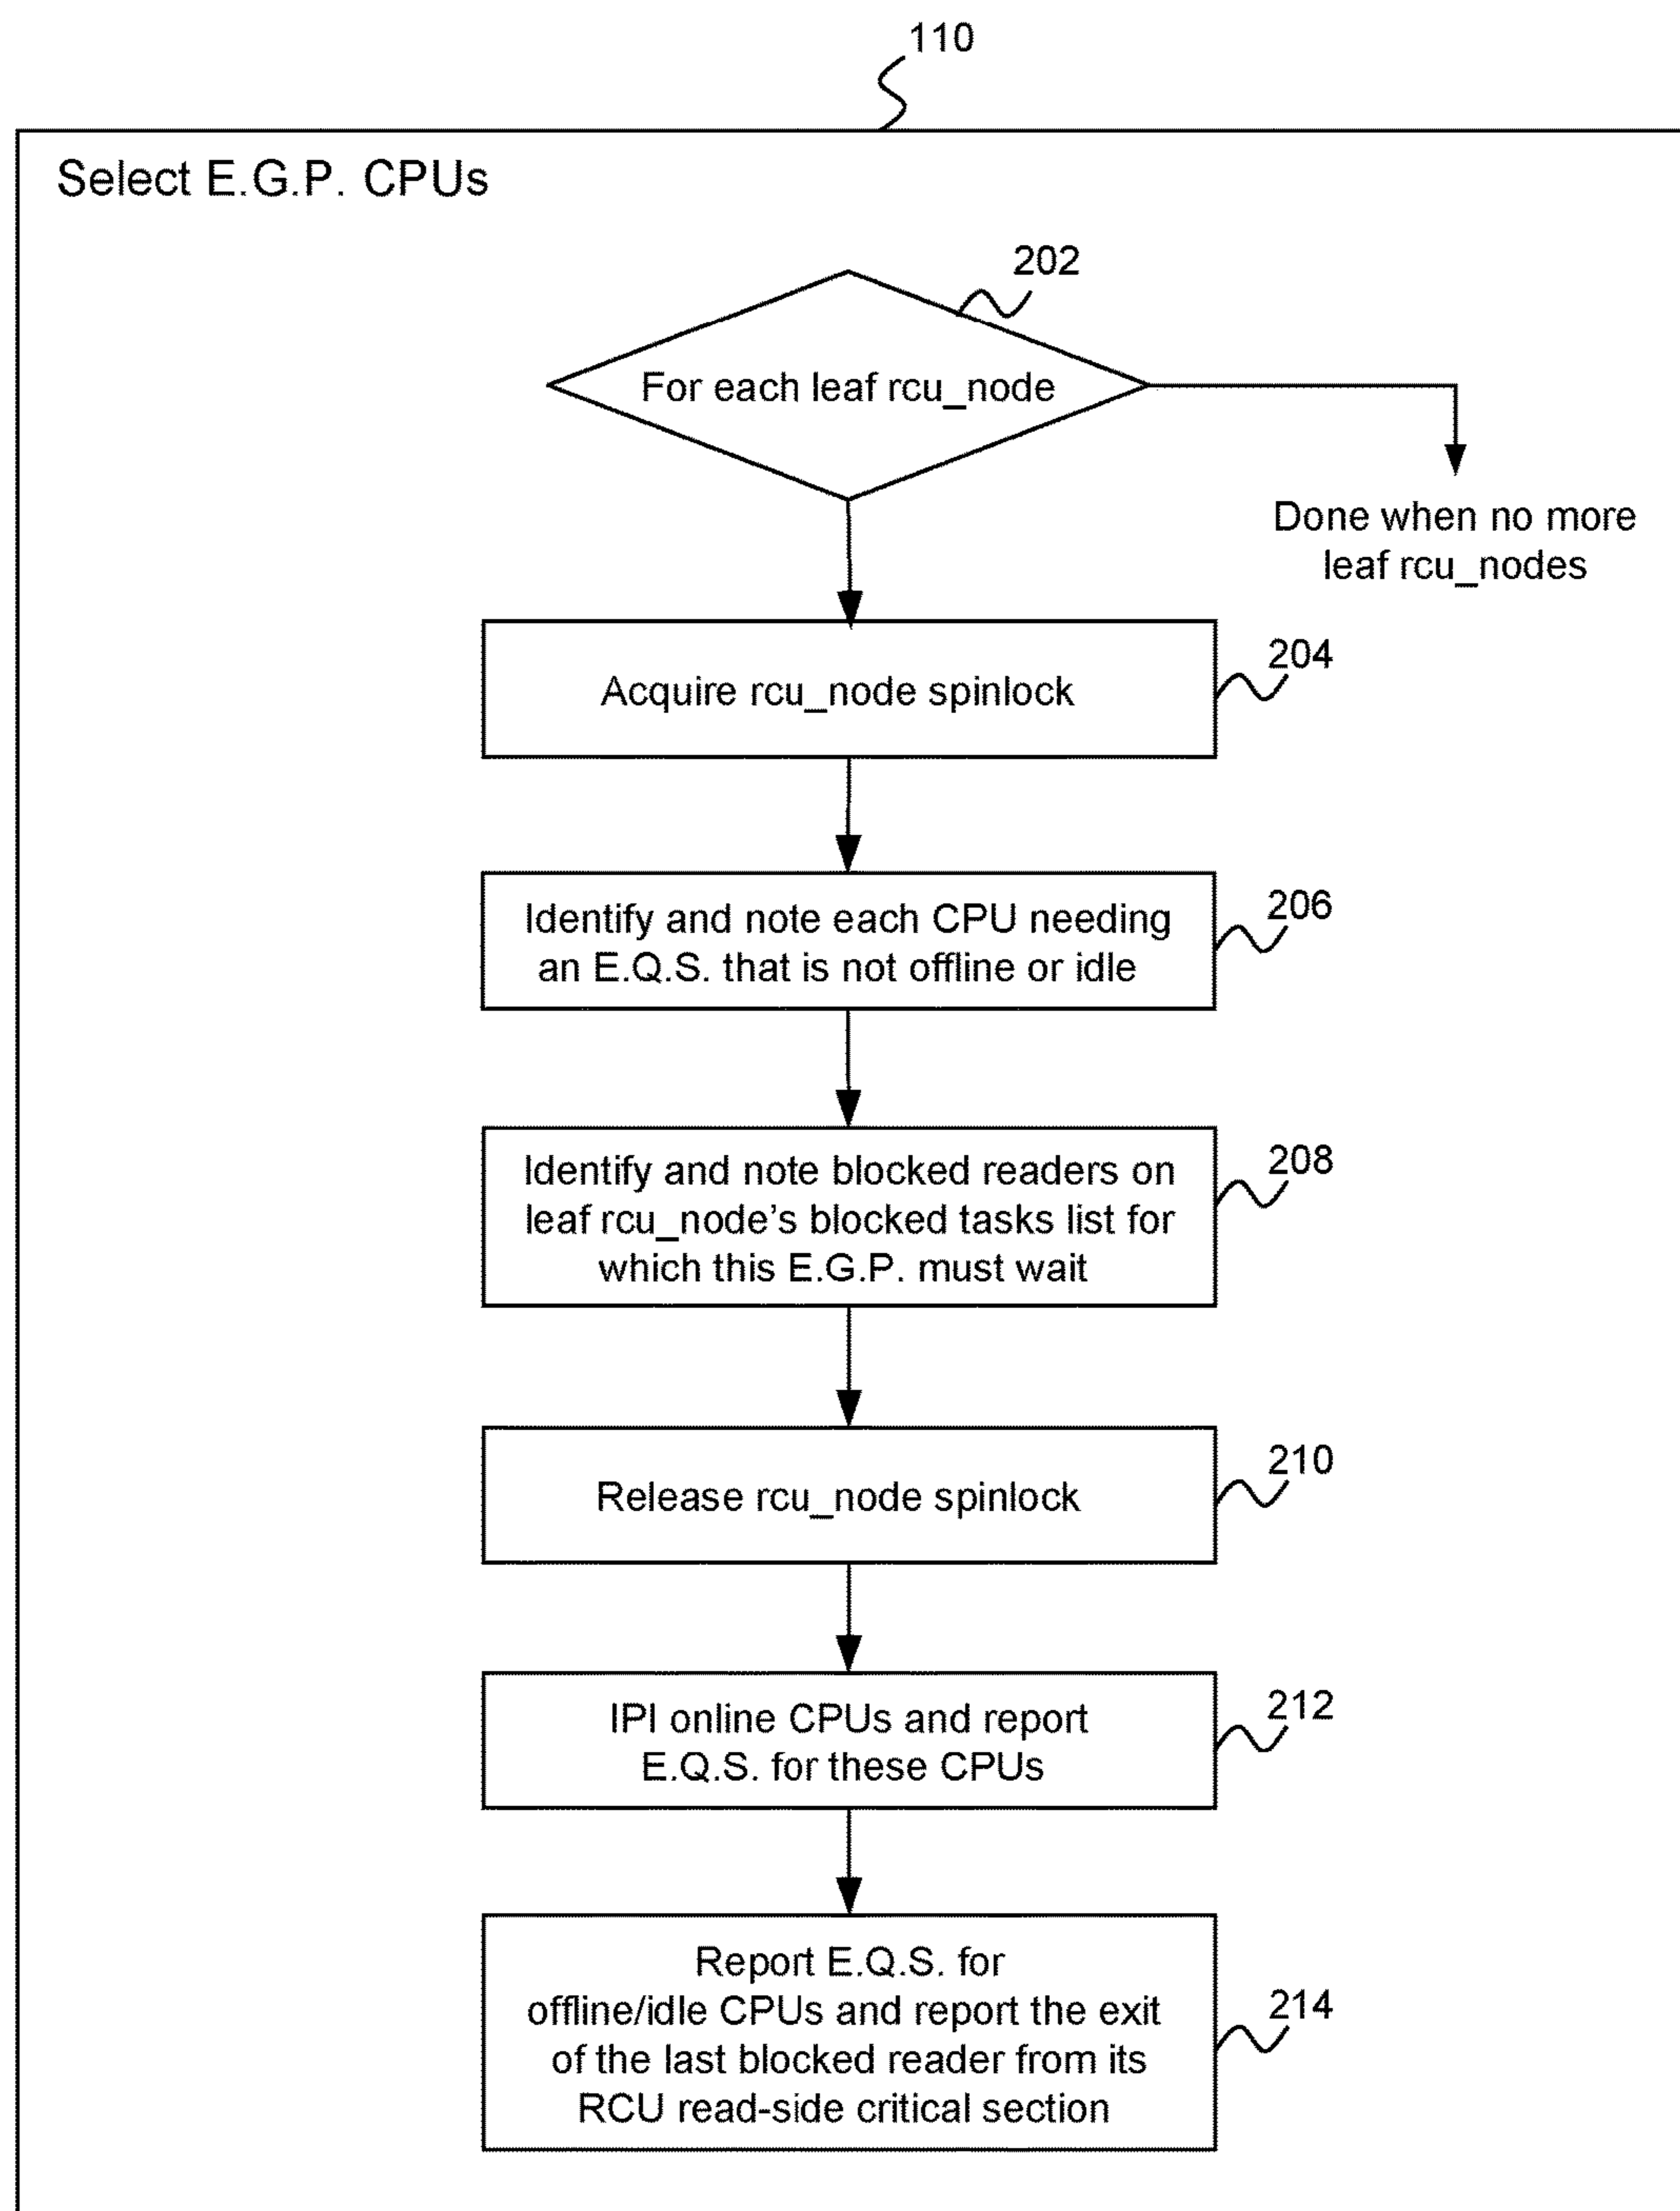 110
Select E.G.P. CPUs
202
For each leaf rcu_node
Done when no more
leaf rcu_nodes
204
Acquire rcu_node spinlock
206
Identify and note each CPU needing
an E.Q.S. that is not offline or idle
208
Identify and note blocked readers on
leaf rcu_node's blocked tasks list for
which this E.G.P. must wait
210
Release rcu_node spinlock
212
IPI online CPUs and report
E.Q.S. for these CPUs
214
Report E.Q.S. for
offline/idle CPUs and report the exit
of the last blocked reader from its
RCU read-side critical section